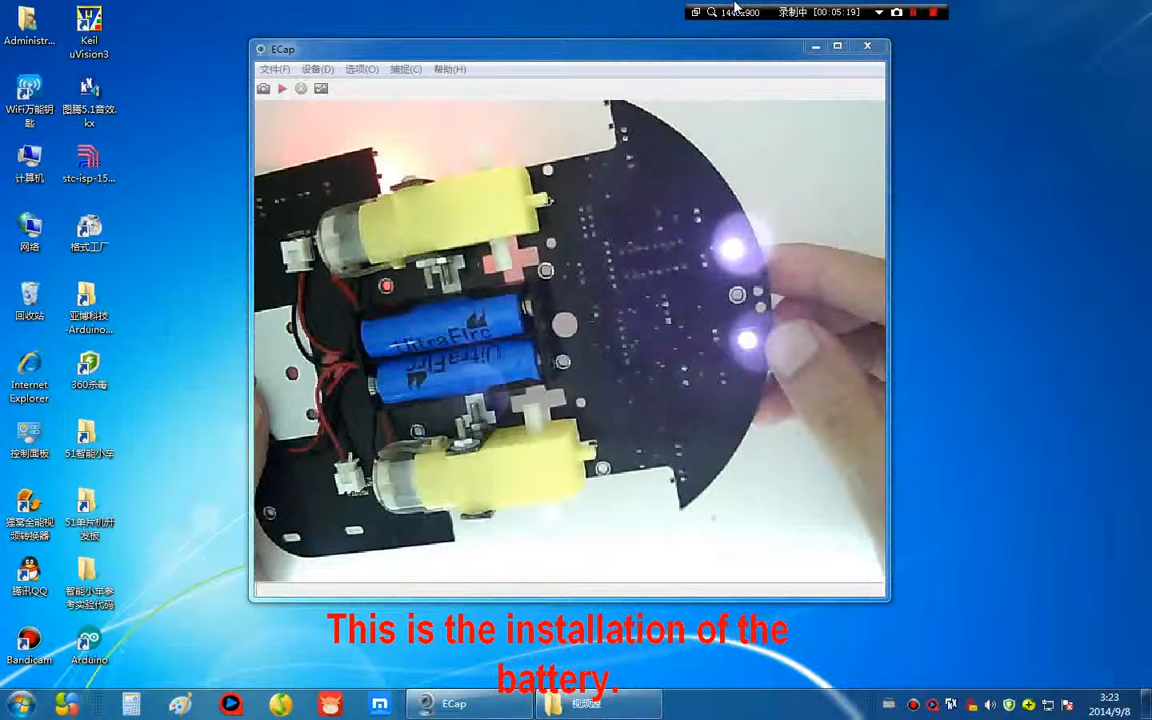 1440x900 录制中 [00:05:19]
Administr...
Keil
uVision3
WiFi万能钥
匙
图腾5.1音效.
kx
计算机
stc-isp-15...
网络
格式工厂
回收站
亚博科技
-Arduino...
Internet
Explorer
360杀毒
控制面板
51智能小车
狸窝全能视
频转换器
51单片机开
发板
腾讯QQ
智能小车参
考实验代码
Bandicam
Arduino
ECap
文件(F) 设备(D) 选项(O) 捕捉(C) 帮助(H)
UltraFire
UltraFire
This is the installation of the
battery.
ECap
3:23
2014/9/8